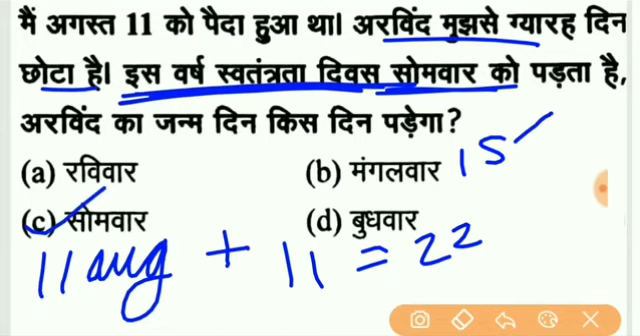 मैं अगस्त 11 को पैदा हुआ था। अरविंद मुझसे ग्यारह दिन
छोटा है। इस वर्ष स्वतंत्रता दिवस सोमवार को पड़ता है,
अरविंद का जन्म दिन किस दिन पड़ेगा?
(a) रविवार (b) मंगलवार 15
(c) सोमवार (d) बुधवार
11 aug + 11 = 22